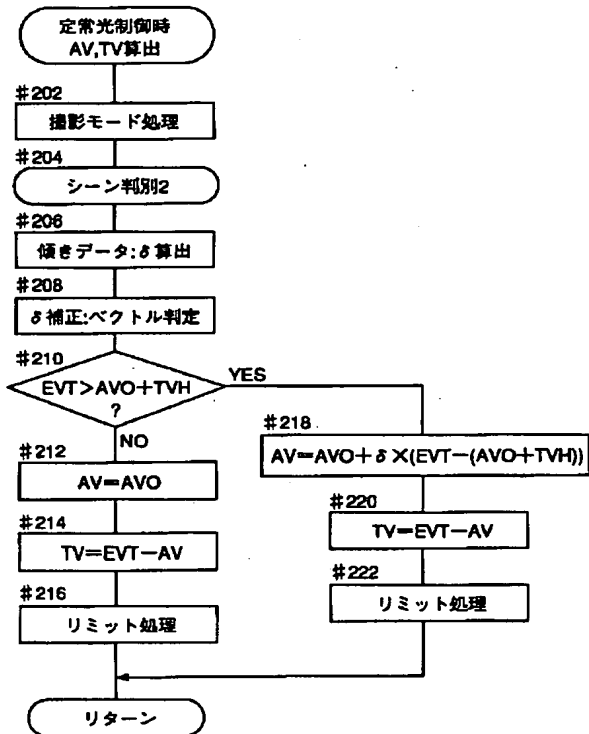 定常光制御時
AV,TV算出
#202
撮影モード処理
#204
シーン判別2
#206
傾きデータ:δ算出
#208
δ補正:ベクトル判定
#210
EVT>AVO+TVH
?
YES
NO
#212
AV=AVO
#214
TV=EVT-AV
#216
リミット処理
#218
AV=AVO+δ×(EVT-(AVO+TVH))
#220
TV=EVT-AV
#222
リミット処理
リターン